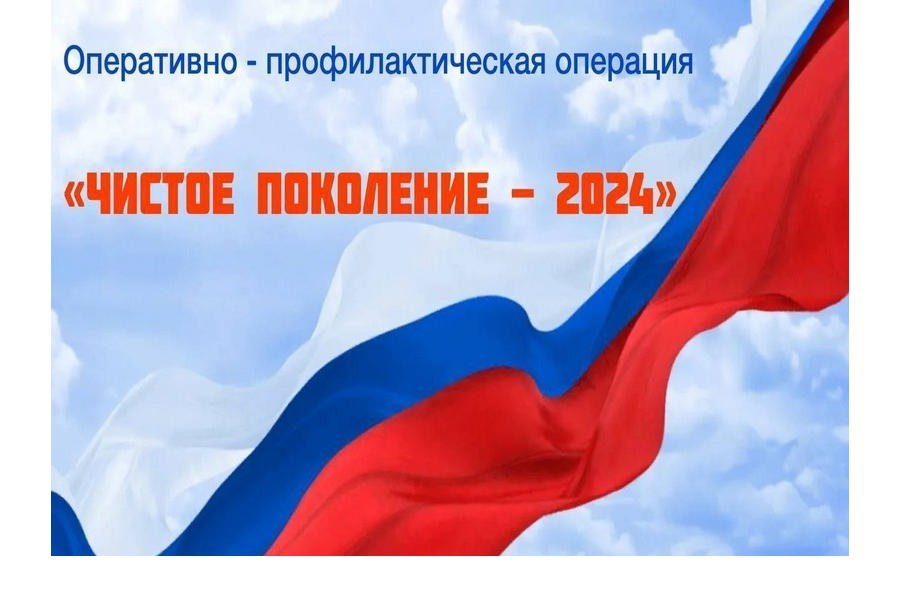 Оперативно - профилактическая операция
«ЧИСТОЕ ПОКОЛЕНИЕ - 2024»